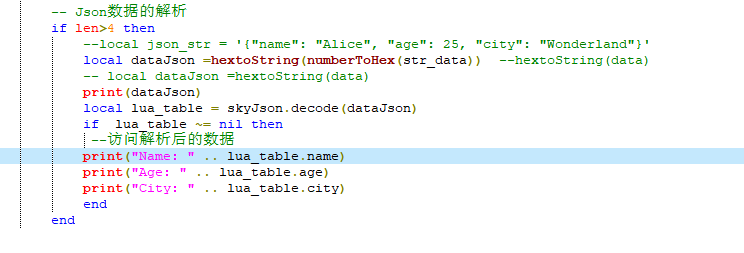 -- Json数据的解析
if len>4 then
--local json_str = '{"name": "Alice", "age": 25, "city": "Wonderland"}'
local dataJson =hextoString(numberToHex(str_data))  --hextoString(data)
-- local dataJson =hextoString(data)
print(dataJson)
local lua_table = skyJson.decode(dataJson)
if  lua_table ~= nil then
--访问解析后的数据
print("Name: " .. lua_table.name)
print("Age: " .. lua_table.age)
print("City: " .. lua_table.city)
end
end